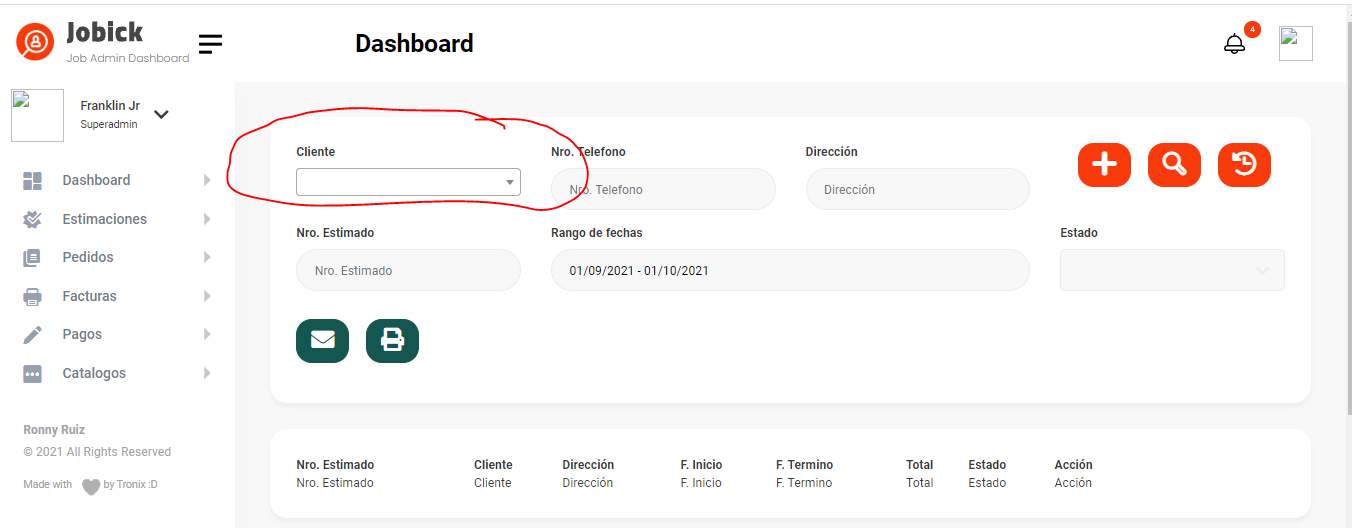 Jobick
Job Admin Dashboard
Dashboard
4
Franklin Jr
Superadmin
Dashboard
Estimaciones
Pedidos
Facturas
Pagos
Catalogos
Ronny Ruiz
© 2021 All Rights Reserved
Made with by Tronix :D
Cliente
Nro. Telefono
Nro. Telefono
Dirección
Dirección
Nro. Estimado
Nro. Estimado
Rango de fechas
01/09/2021 - 01/10/2021
Estado
Nro. Estimado Cliente Dirección F. Inicio F. Termino Total Estado Acción
Nro. Estimado Cliente Dirección F. Inicio F. Termino Total Estado Acción